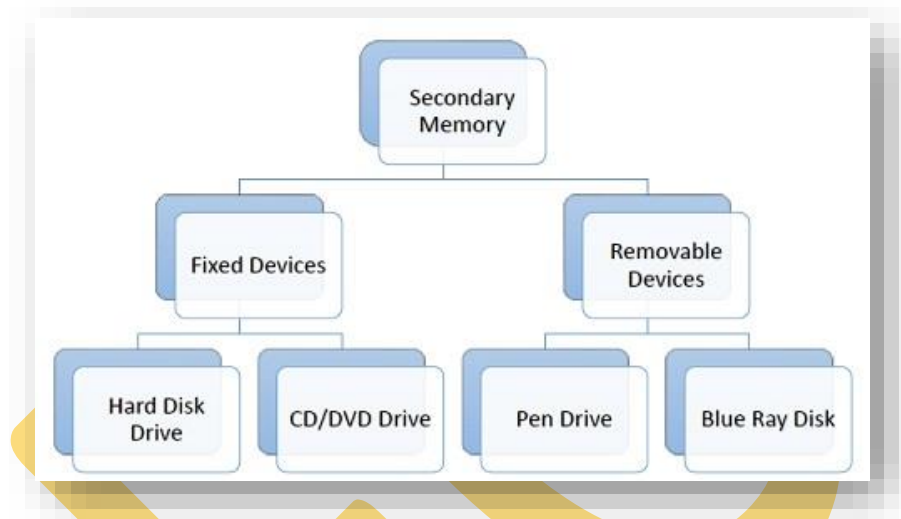 Secondary
Memory
Fixed Devices
Removable
Devices
Hard Disk
Drive
CD/DVD Drive
Pen Drive
Blue Ray Disk